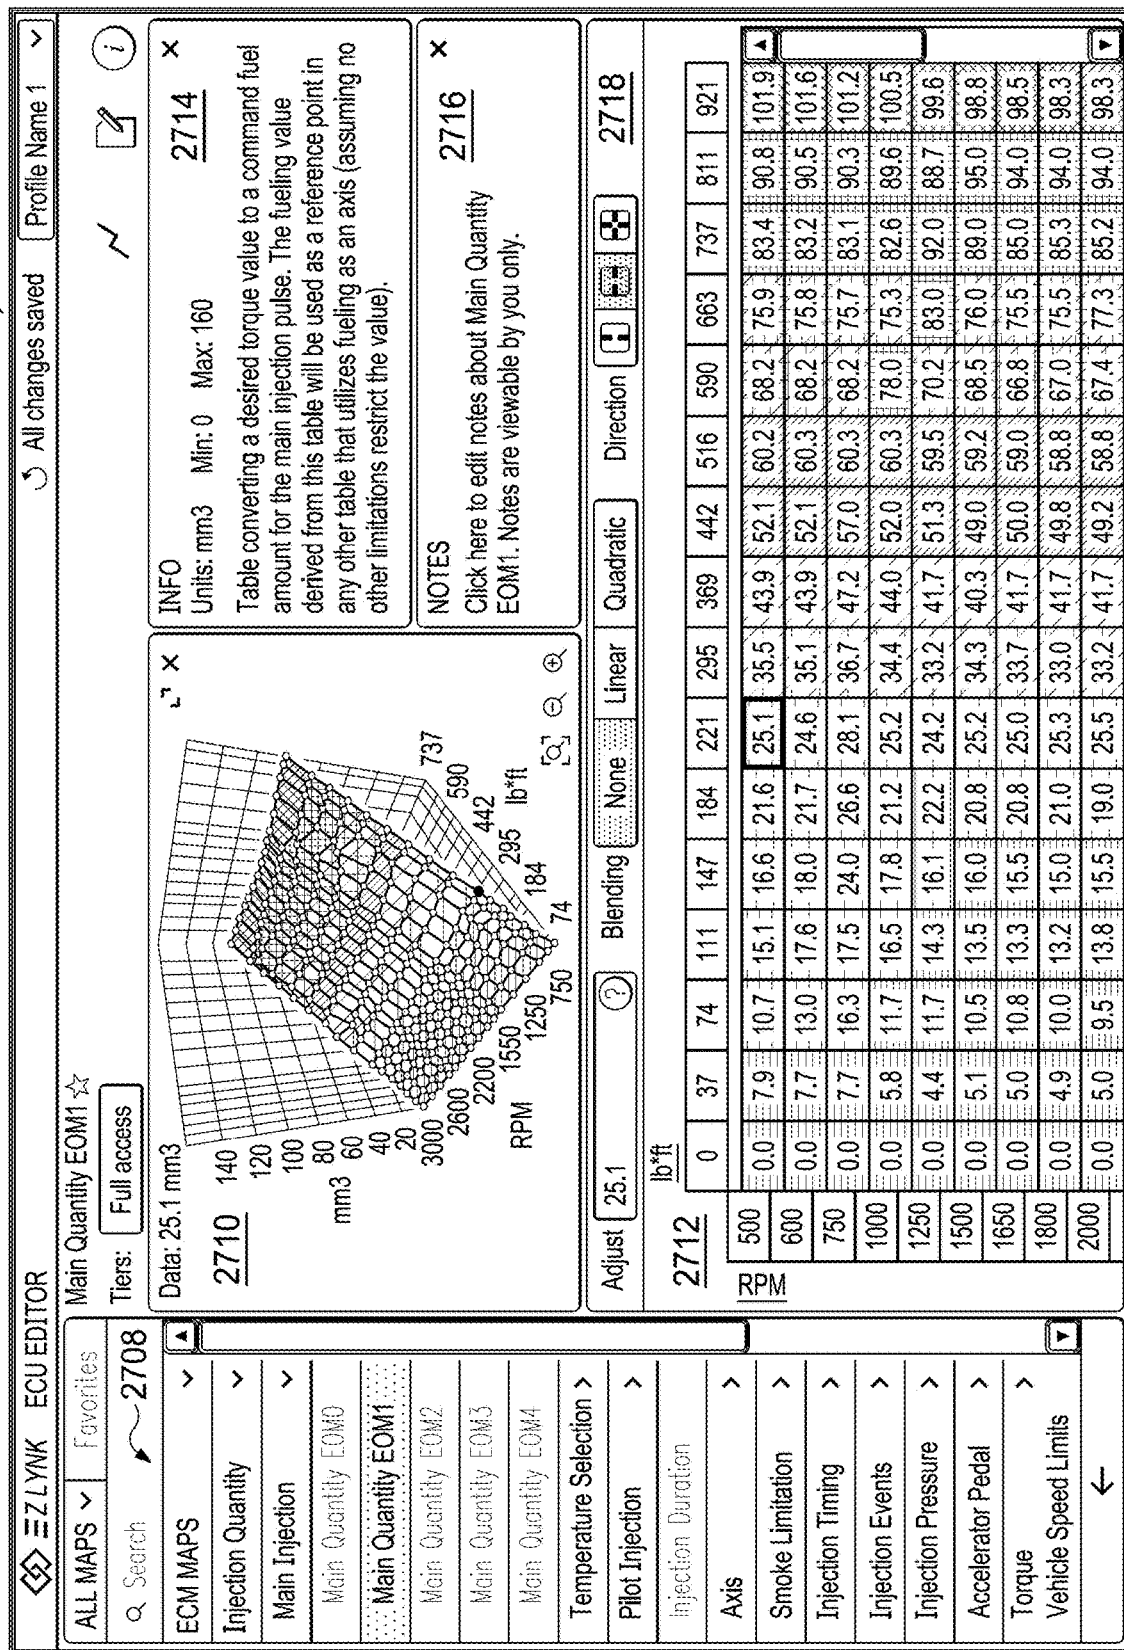 EZ LYNK ECU EDITOR
All changes saved Profile Name 1
ALL MAPS Favorites
Search 2708
ECM MAPS
Injection Quantity
Main Injection
Main Quantity EOM0
Main Quantity EOM1
Main Quantity EOM2
Main Quantity EOM3
Main Quantity EOM4
Temperature Selection >
Pilot Injection >
Injection Duration
Axis >
Smoke Limitation >
Injection Timing >
Injection Events >
Injection Pressure >
Accelerator Pedal >
Torque >
Vehicle Speed Limits
Main Quantity EOM1 ☆
Tiers: Full access
i
Data: 25.1 mm3
2710
140
120
100
80
60
40
20
mm3
3000
2600
2200
1550
1250
750
RPM
74
184
295
442
590
737
lb*ft
INFO
2714
Units: mm3 Min: 0 Max: 160
Table converting a desired torque value to a command fuel
amount for the main injection pulse. The fueling value
derived from this table will be used as a reference point in
any other table that utilizes fueling as an axis (assuming no
other limitations restrict the value).
NOTES
2716
Click here to edit notes about Main Quantity
EOM1. Notes are viewable by you only.
Adjust 25.1 ? Blending None Linear Quadratic Direction 2718
2712
lb*ft
0 37 74 111 147 184 221 295 369 442 516 590 663 737 811 921
RPM
500 0.0 7.9 10.7 15.1 16.6 21.6 25.1 35.5 43.9 52.1 60.2 68.2 75.9 83.4 90.8 101.9
600 0.0 7.7 13.0 17.6 18.0 21.7 24.6 35.1 43.9 52.1 60.3 68.2 75.8 83.2 90.5 101.6
750 0.0 7.7 16.3 17.5 24.0 26.6 28.1 36.7 47.2 57.0 60.3 68.2 75.7 83.1 90.3 101.2
1000 0.0 5.8 11.7 16.5 17.8 21.2 25.2 34.4 44.0 52.0 60.3 78.0 75.3 82.6 89.6 100.5
1250 0.0 4.4 11.7 14.3 16.1 22.2 24.2 33.2 41.7 51.3 59.5 70.2 83.0 92.0 88.7 99.6
1500 0.0 5.1 10.5 13.5 16.0 20.8 25.2 34.3 40.3 49.0 59.2 68.5 76.0 89.0 95.0 98.8
1650 0.0 5.0 10.8 13.3 15.5 20.8 25.0 33.7 41.7 50.0 59.0 66.8 75.5 85.0 94.0 98.5
1800 0.0 4.9 10.0 13.2 15.0 21.0 25.3 33.0 41.7 49.8 58.8 67.0 75.5 85.3 94.0 98.3
2000 0.0 5.0 9.5 13.8 15.5 19.0 25.5 33.2 41.7 49.2 58.8 67.4 77.3 85.2 94.0 98.3